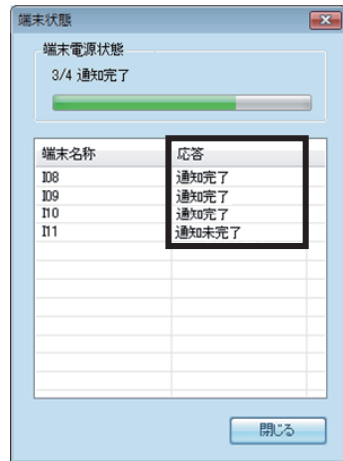 端末状態
端末電源状態
3/4 通知完了
端末名称 応答
I08 通知完了
I09 通知完了
I10 通知完了
I11 通知未完了
閉じる